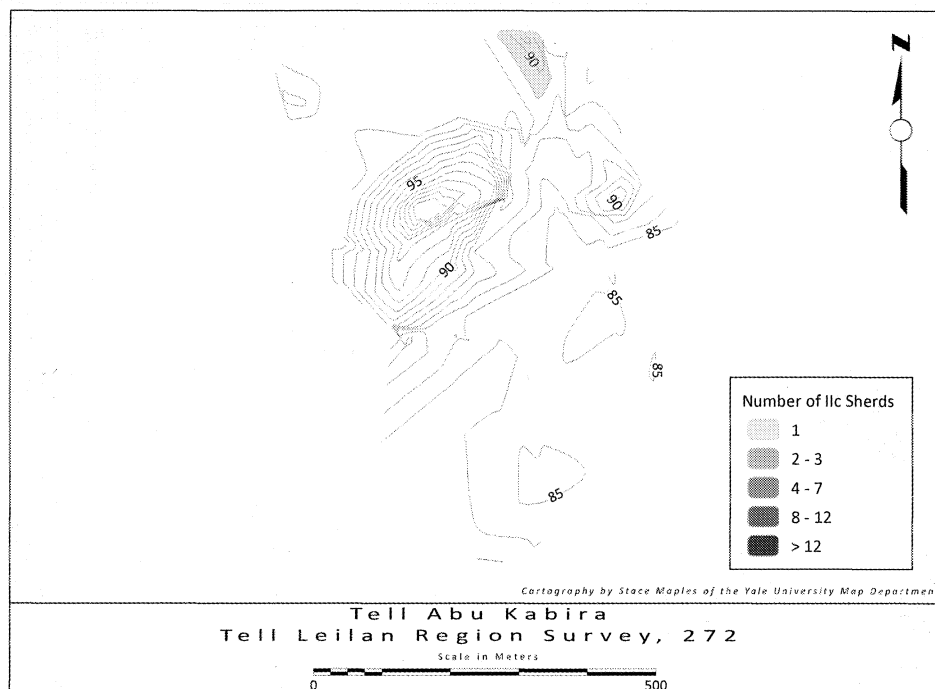 90
N
95
90
90
85
85
85
85
Number of IIc Sherds
1
2 - 3
4 - 7
8 - 12
> 12
Cartography by Stace Maples of the Yale University Map Departmen
Tell Abu Kabira
Tell Leilan Region Survey, 272
Scale in Meters
0 500